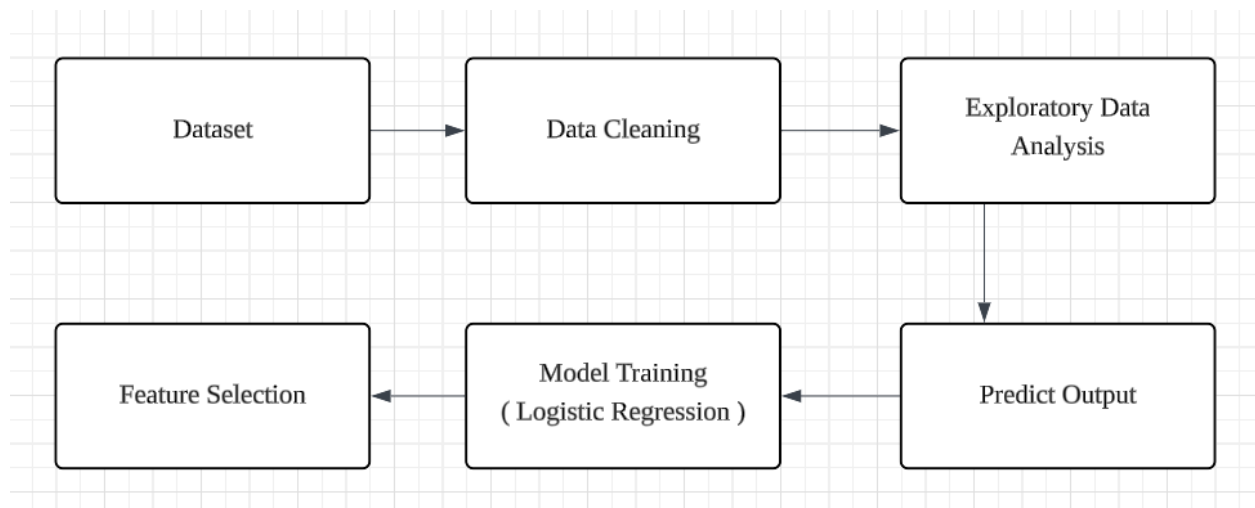 Dataset
Data Cleaning
Exploratory Data
Analysis
Feature Selection
Model Training
( Logistic Regression )
Predict Output